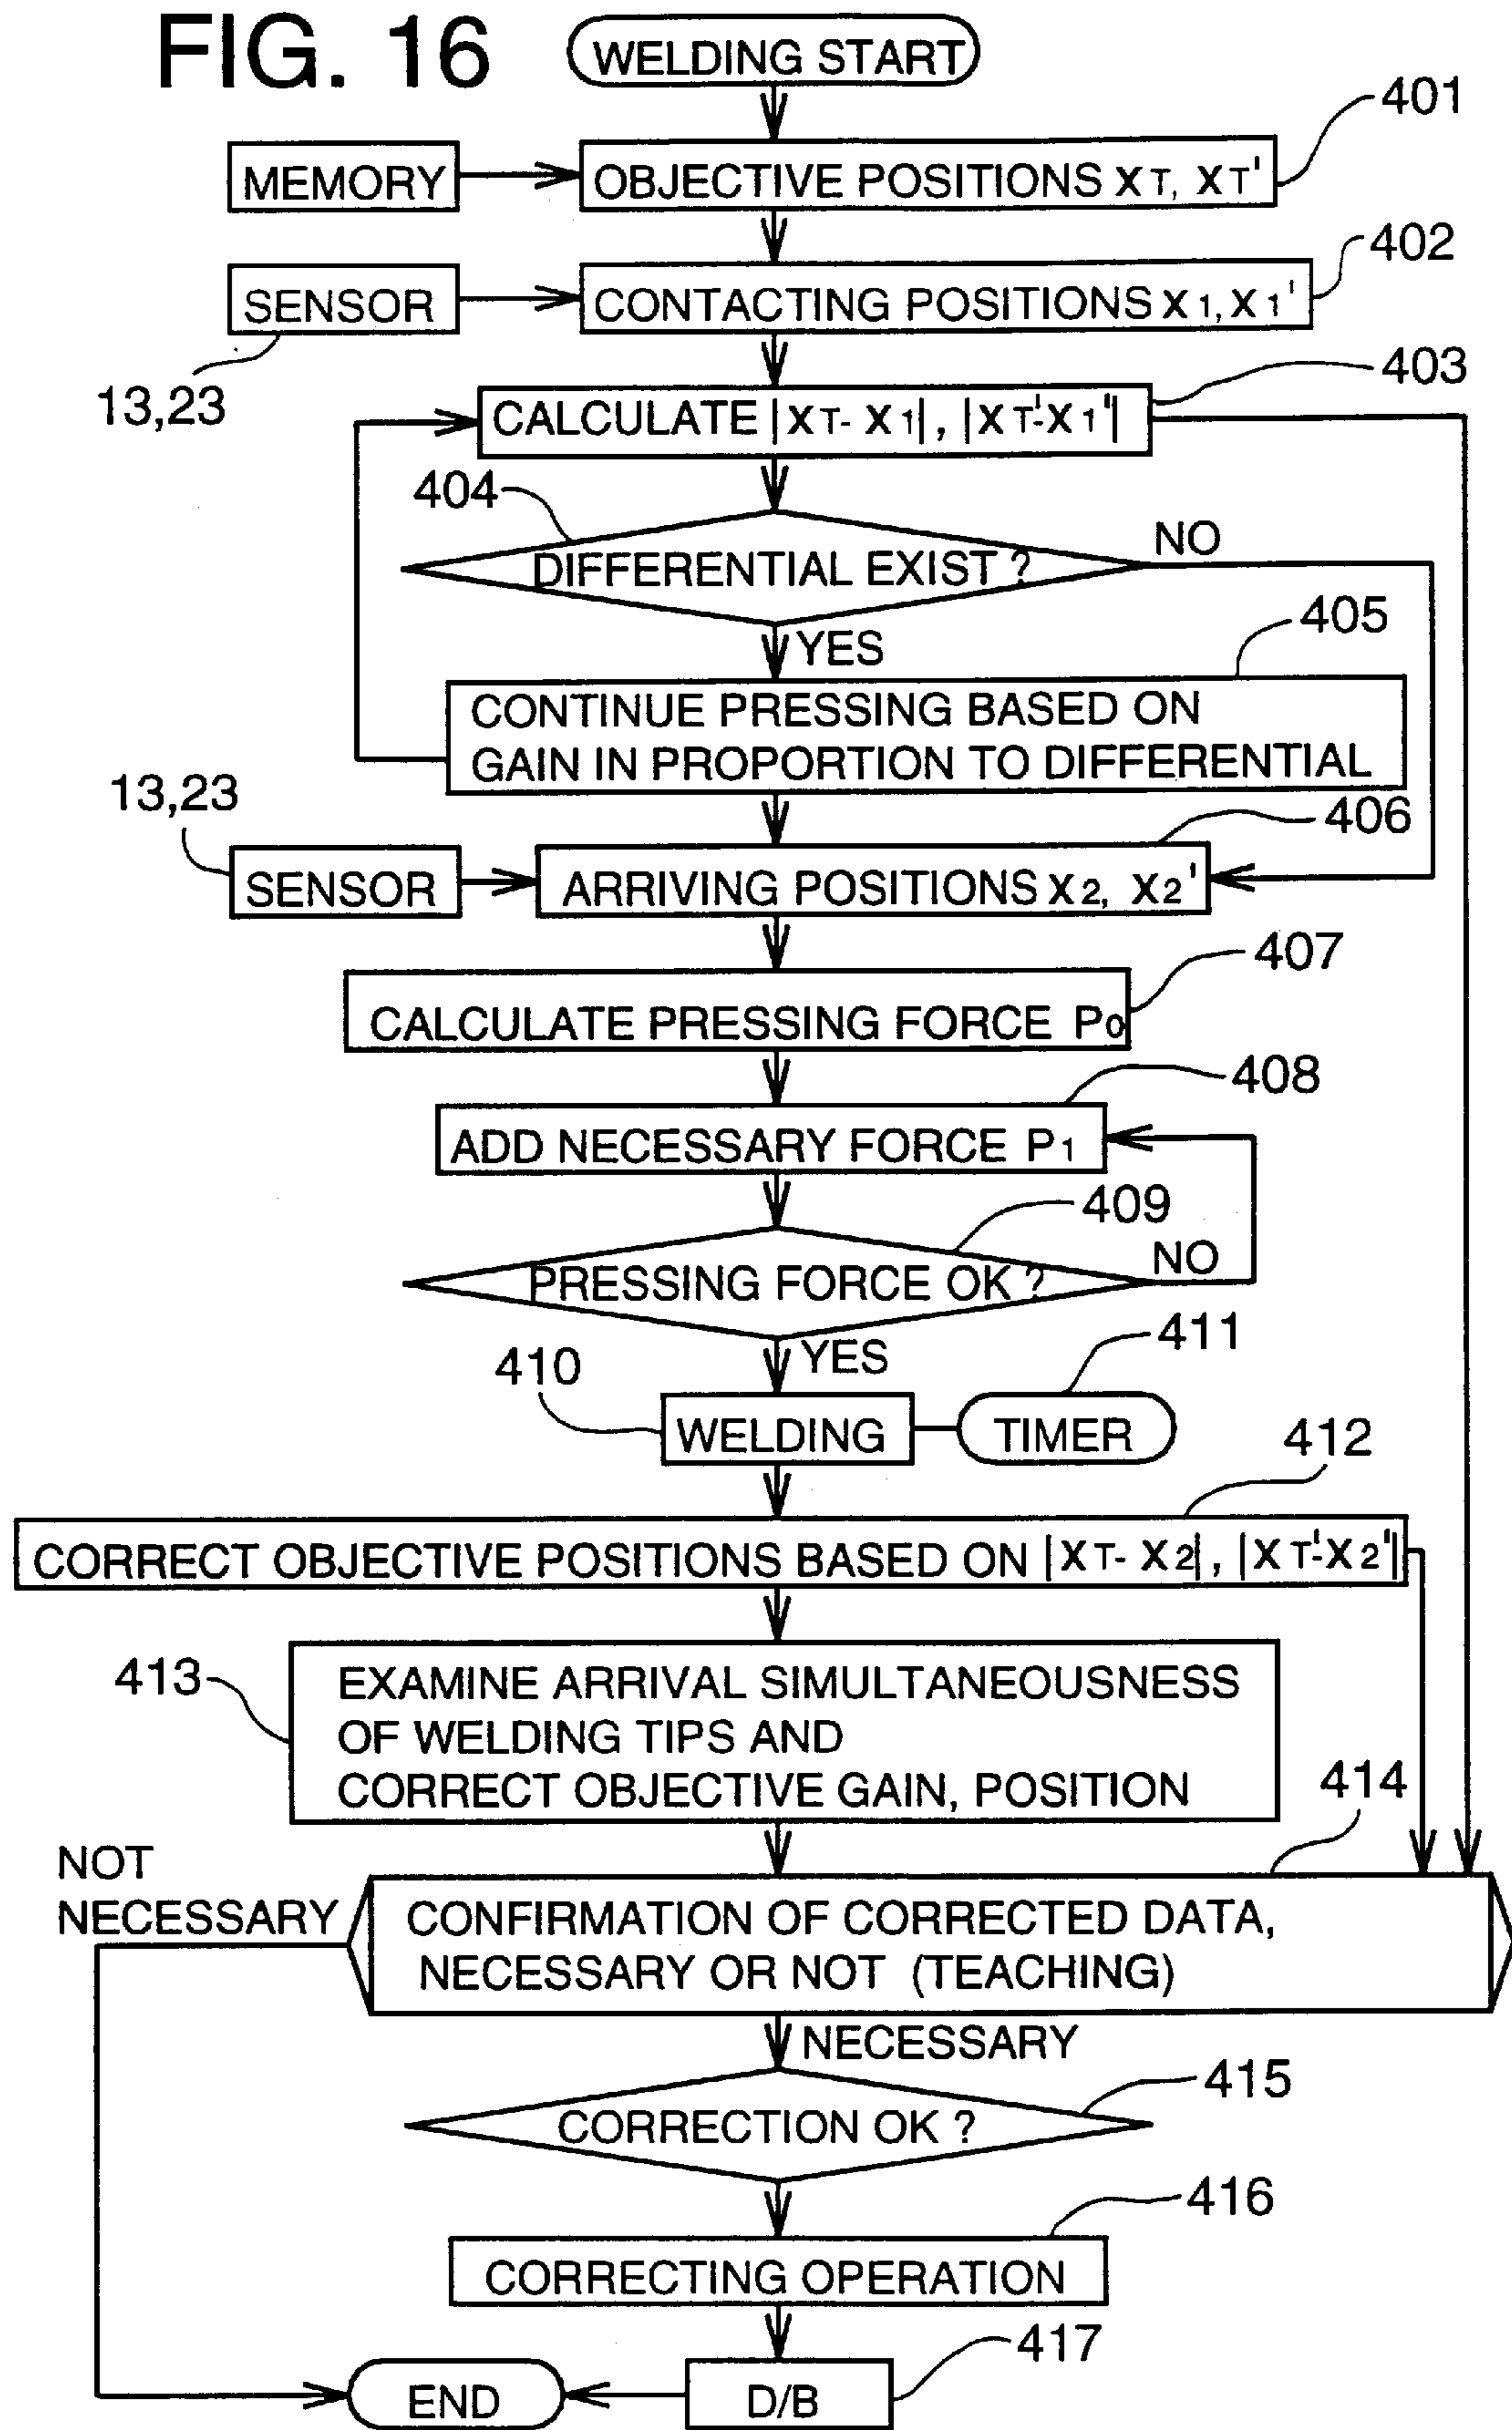 FIG. 16
WELDING START
401
MEMORY
OBJECTIVE POSITIONS XT, XT'
402
SENSOR
CONTACTING POSITIONS X1, X1'
13,23
403
CALCULATE |XT- X1|, |XT'-X1'|
404
DIFFERENTIAL EXIST ?
NO
YES
405
CONTINUE PRESSING BASED ON
GAIN IN PROPORTION TO DIFFERENTIAL
13,23
406
SENSOR
ARRIVING POSITIONS X2, X2'
407
CALCULATE PRESSING FORCE P0
408
ADD NECESSARY FORCE P1
409
PRESSING FORCE OK ?
NO
YES
410
411
WELDING
TIMER
412
CORRECT OBJECTIVE POSITIONS BASED ON |XT- X2|, |XT'-X2'|
413
EXAMINE ARRIVAL SIMULTANEOUSNESS
OF WELDING TIPS AND
CORRECT OBJECTIVE GAIN, POSITION
414
NOT
NECESSARY
CONFIRMATION OF CORRECTED DATA,
NECESSARY OR NOT (TEACHING)
NECESSARY
415
CORRECTION OK ?
416
CORRECTING OPERATION
417
END
D/B